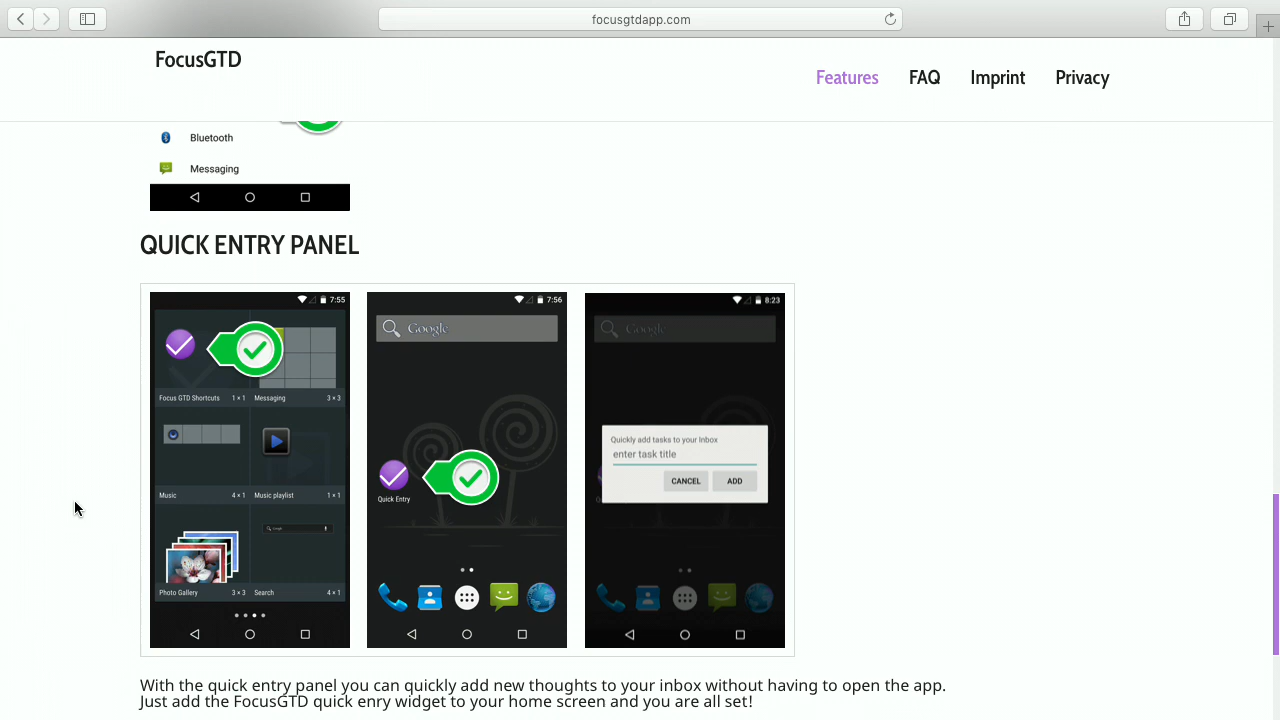 focusgtdapp.com
FocusGTD
Features FAQ Imprint Privacy
Bluetooth
Messaging
QUICK ENTRY PANEL
7:55
Focus GTD Shortcuts 1 × 1 Messaging 3 × 3
Music 4 × 1 Music playlist 1 × 1
Photo Gallery 3 × 3 Search 4 × 1
7:56
Google
Quick Entry
8:23
Google
Quickly add tasks to your Inbox
enter task title
CANCEL ADD
With the quick entry panel you can quickly add new thoughts to your inbox without having to open the app.
Just add the FocusGTD quick enry widget to your home screen and you are all set!